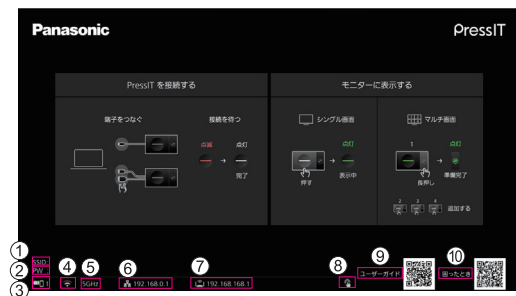 Panasonic
PressIT
PressIT を接続する
モニターに表示する
端子をつなぐ
接続を待つ
点滅
点灯
→
完了
シングル画面
点灯
押す
→
表示中
マルチ画面
1
点灯
長押し
→
準備完了
2 3 4
追加する
① SSID
② PW
③ 1
④
⑤ 5GHz
⑥ 192.168.0.1
⑦ 192.168.168.1
⑧
⑨ ユーザーガイド
⑩ 困ったとき